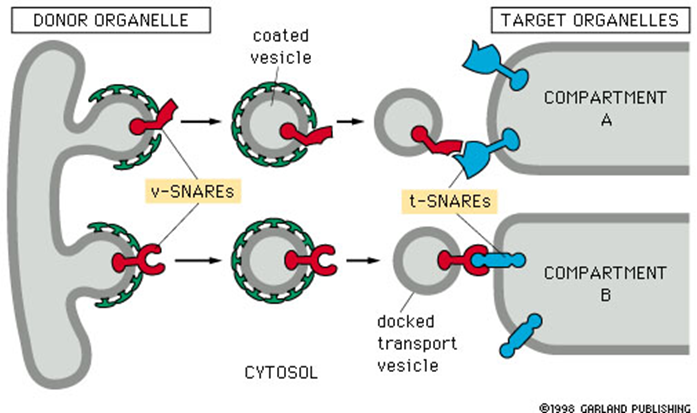 DONOR ORGANELLE
TARGET ORGANELLES
coated
vesicle
COMPARTMENT
A
v-SNAREs
t-SNAREs
COMPARTMENT
B
docked
transport
vesicle
CYTOSOL
©1998 GARLAND PUBLISHING